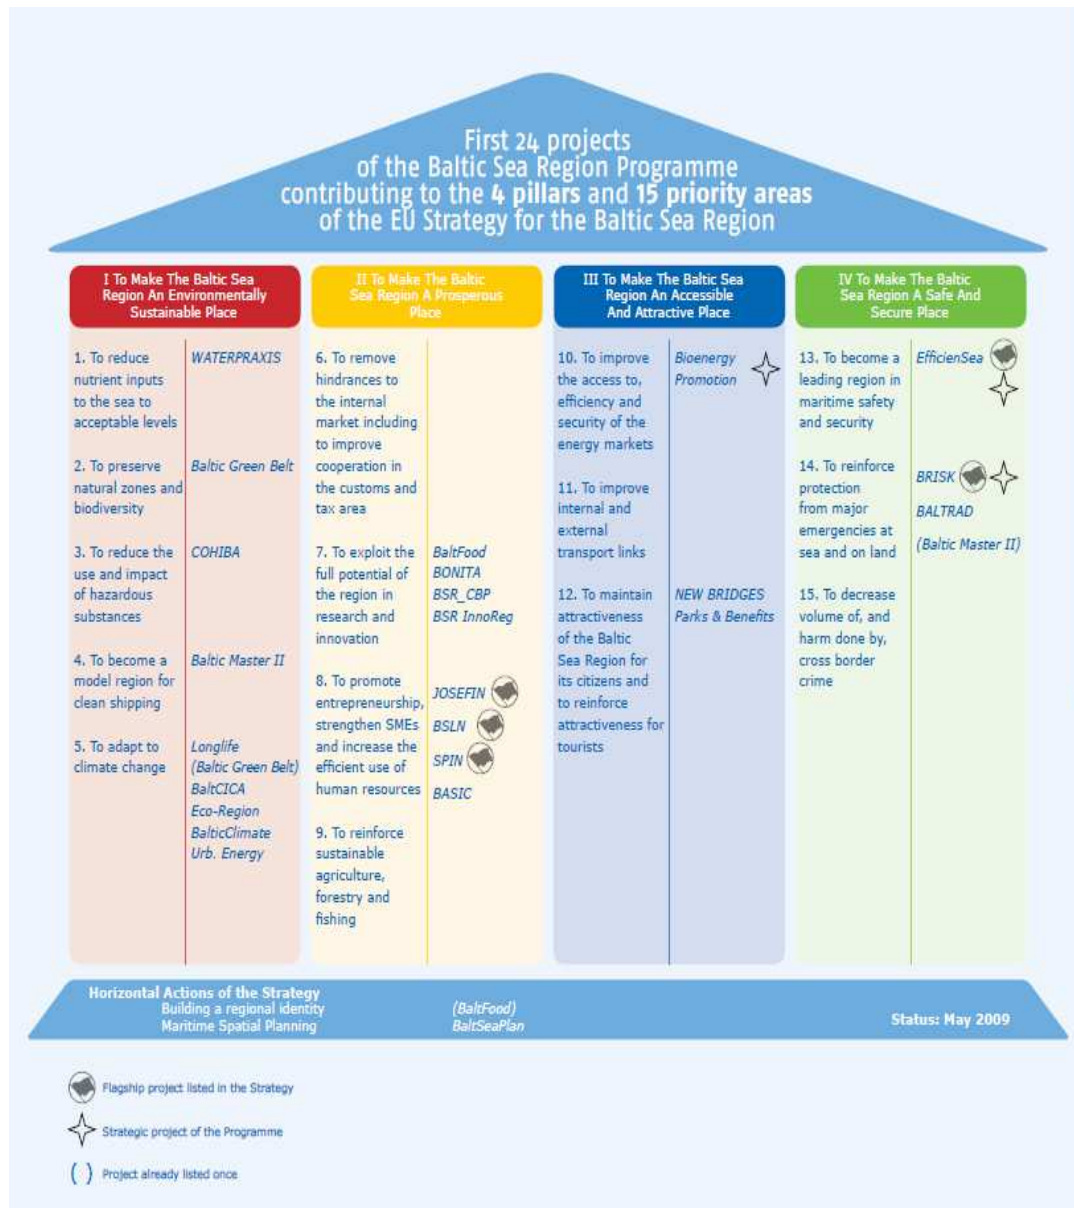 First 24 projects
of the Baltic Sea Region Programme
contributing to the 4 pillars and 15 priority areas
of the EU Strategy for the Baltic Sea Region
I To Make The Baltic Sea
Region An Environmentally
Sustainable Place
1. To reduce
nutrient inputs
to the sea to
acceptable levels
WATERPRAXIS
2. To preserve
natural zones and
biodiversity
Baltic Green Belt
3. To reduce the
use and impact
of hazardous
substances
COHIBA
4. To become a
model region for
clean shipping
Baltic Master II
5. To adapt to
climate change
Longlife
(Baltic Green Belt)
BaltCICA
Eco-Region
BalticClimate
Urb. Energy
II To Make The Baltic
Sea Region A Prosperous
Place
6. To remove
hindrances to
the internal
market including
to improve
cooperation in
the customs and
tax area
7. To exploit the
full potential of
the region in
research and
innovation
BaltFood
BONITA
BSR_CBP
BSR InnoReg
8. To promote
entrepreneurship,
strengthen SMEs
and increase the
efficient use of
human resources
JOSEFIN
BSLN
SPIN
BASIC
9. To reinforce
sustainable
agriculture,
forestry and
fishing
III To Make The Baltic Sea
Region An Accessible
And Attractive Place
10. To improve
the access to,
efficiency and
security of the
energy markets
Bioenergy
Promotion
11. To improve
internal and
external
transport links
12. To maintain
attractiveness
of the Baltic
Sea Region for
its citizens and
to reinforce
attractiveness for
tourists
NEW BRIDGES
Parks & Benefits
IV To Make The Baltic
Sea Region A Safe And
Secure Place
13. To become a
leading region in
maritime safety
and security
EfficienSea
14. To reinforce
protection
from major
emergencies at
sea and on land
BRISK
BALTRAD
(Baltic Master II)
15. To decrease
volume of, and
harm done by,
cross border
crime
Horizontal Actions of the Strategy
Building a regional identity
(BaltFood)
Maritime Spatial Planning
BaltSeaPlan
Status: May 2009
Flagship project listed in the Strategy
Strategic project of the Programme
( ) Project already listed once